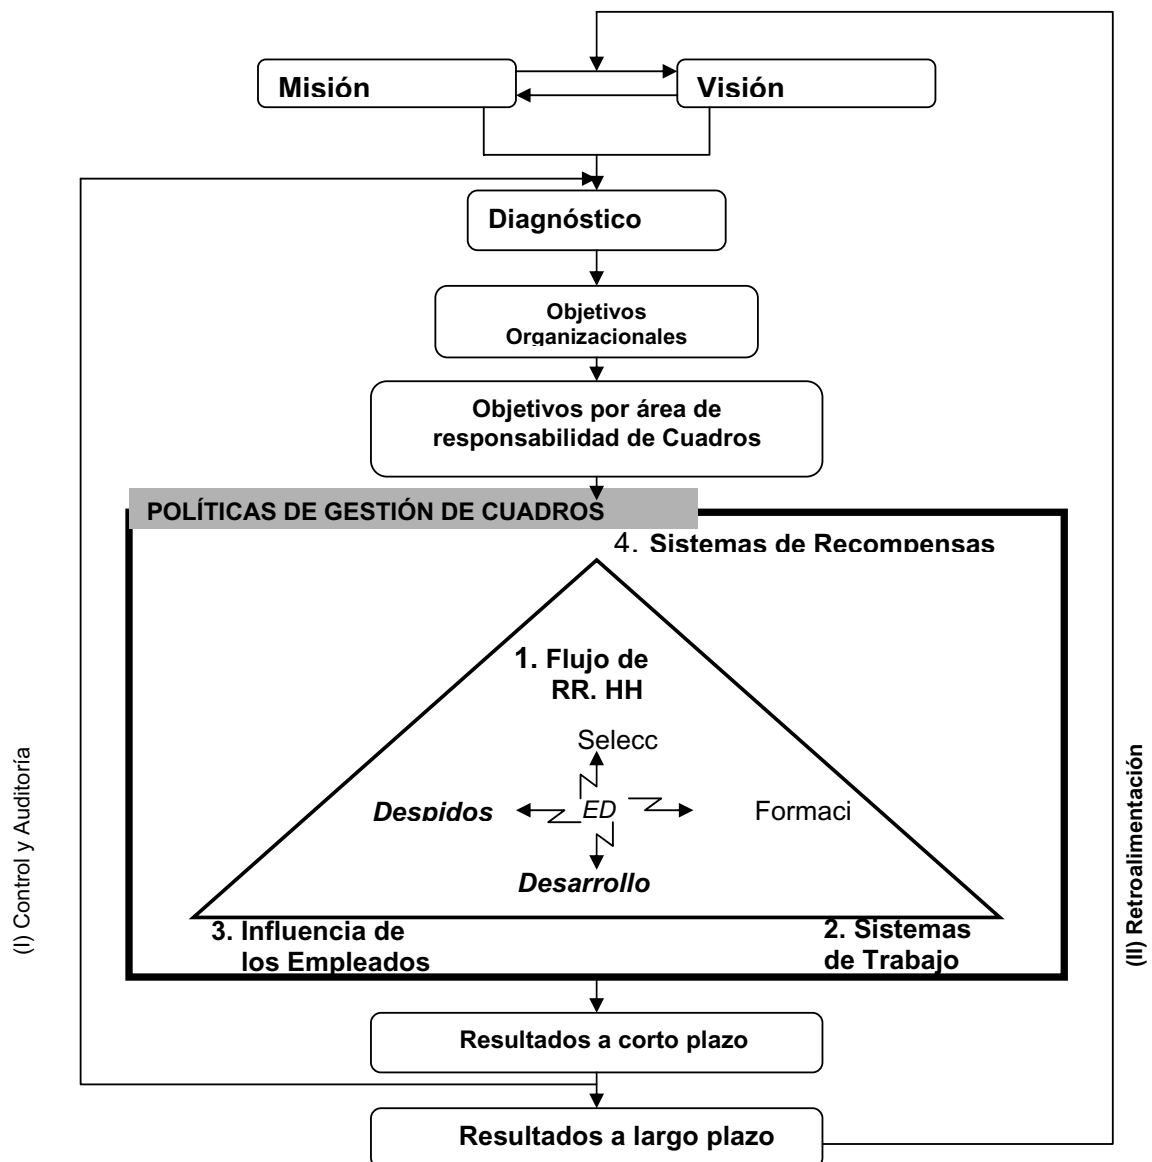 Misión
Visión
Diagnóstico
Objetivos
Organizacionales
Objetivos por área de
responsabilidad de Cuadros
POLÍTICAS DE GESTIÓN DE CUADROS
4. Sistemas de Recompensas
1. Flujo de
RR. HH
Selecc
Despidos
ED
Formaci
Desarrollo
3. Influencia de
los Empleados
2. Sistemas
de Trabajo
Resultados a corto plazo
Resultados a largo plazo
(I) Control y Auditoría
(II) Retroalimentación